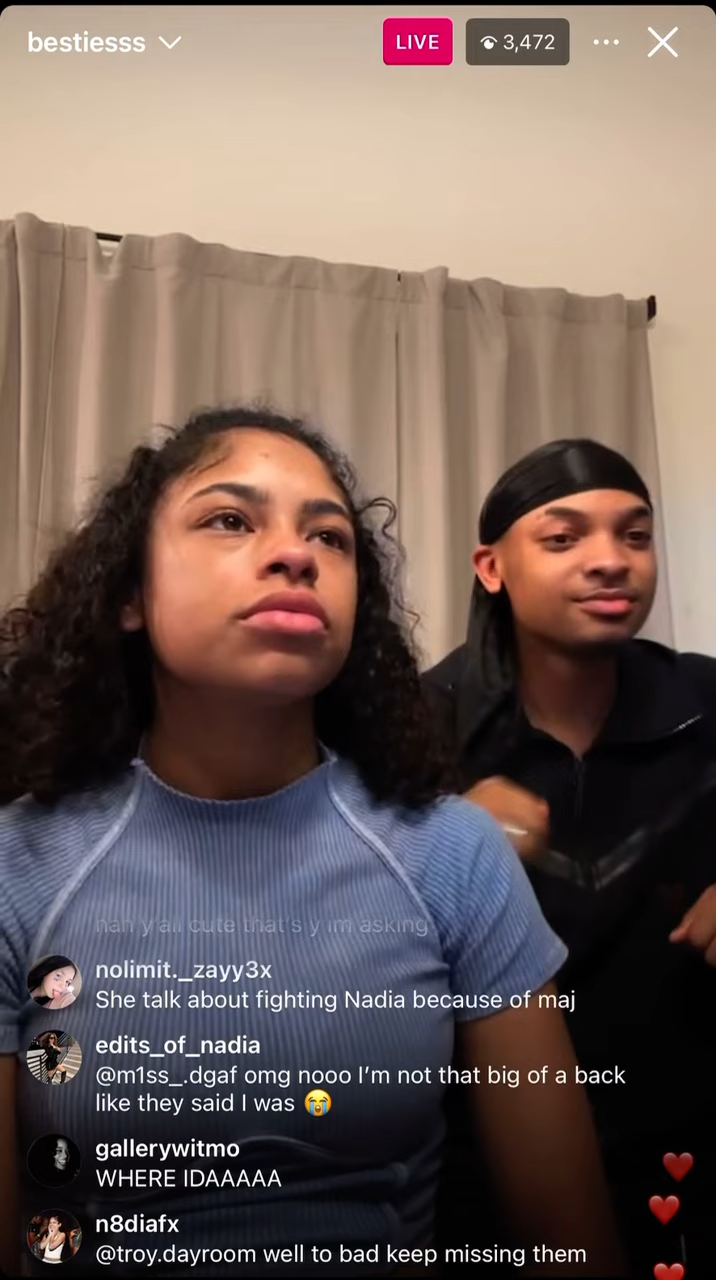 bestiesss
LIVE
3,472
nah y'all cute that's y im asking
nolimit._zayy3x
She talk about fighting Nadia because of maj
edits_of_nadia
@m1ss_.dgaf omg nooo I’m not that big of a back
like they said I was 😭
gallerywitmo
WHERE IDAAAAA
n8diafx
@troy.dayroom well to bad keep missing them